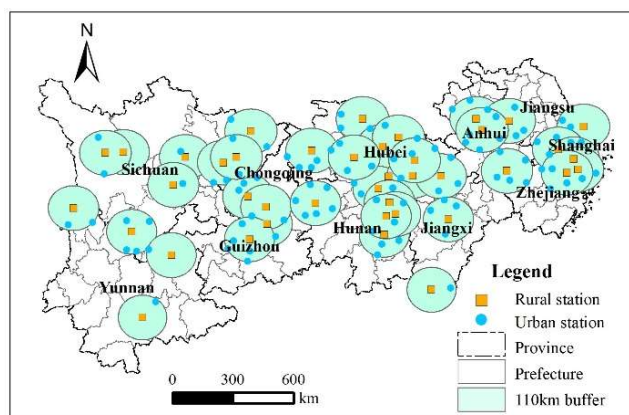 N
Jiangsu
Anhui
Shanghai
Hubei
Sichuan
Chongqing
Zhejiang
Hunan
Jiangxi
Guizhou
Yunnan
Legend
Rural station
Urban station
Province
Prefecture
110km buffer
0 300 600
km